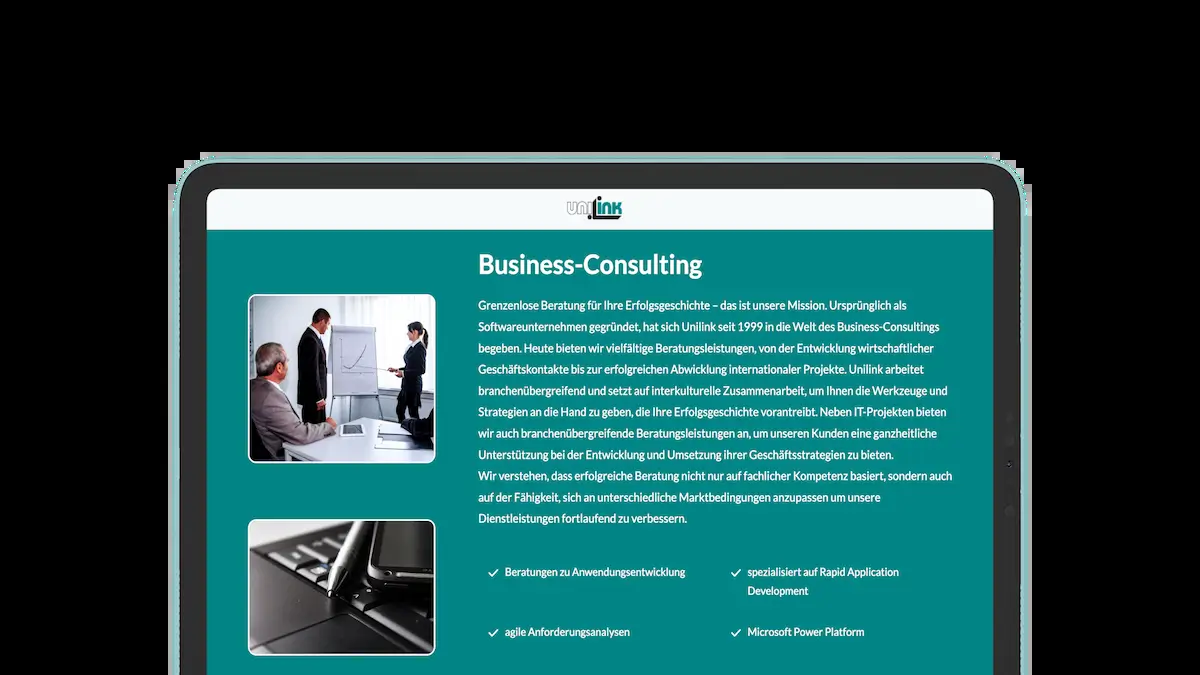 UNILINK
Business-Consulting
Grenzenlose Beratung für Ihre Erfolgsgeschichte – das ist unsere Mission. Ursprünglich als
Softwareunternehmen gegründet, hat sich Unilink seit 1999 in die Welt des Business-Consultings
begeben. Heute bieten wir vielfältige Beratungsleistungen, von der Entwicklung wirtschaftlicher
Geschäftskontakte bis zur erfolgreichen Abwicklung internationaler Projekte. Unilink arbeitet
branchenübergreifend und setzt auf interkulturelle Zusammenarbeit, um Ihnen die Werkzeuge und
Strategien an die Hand zu geben, die Ihre Erfolgsgeschichte vorantreibt. Neben IT-Projekten bieten
wir auch branchenübergreifende Beratungsleistungen an, um unseren Kunden eine ganzheitliche
Unterstützung bei der Entwicklung und Umsetzung ihrer Geschäftsstrategien zu bieten.
Wir verstehen, dass erfolgreiche Beratung nicht nur auf fachlicher Kompetenz basiert, sondern auch
auf der Fähigkeit, sich an unterschiedliche Marktbedingungen anzupassen um unsere
Dienstleistungen fortlaufend zu verbessern.
Beratungen zu Anwendungsentwicklung
spezialisiert auf Rapid Application
Development
agile Anforderungsanalysen
Microsoft Power Platform